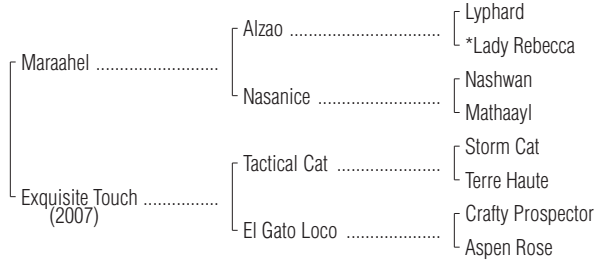 Lyphard
Alzao ..............................
*Lady Rebecca
Maraahel ........................
Nashwan
Nasanice ........................
Mathaayl
Storm Cat
Tactical Cat ....................
Terre Haute
Exquisite Touch ...............
(2007)
Crafty Prospector
El Gato Loco ..................
Aspen Rose